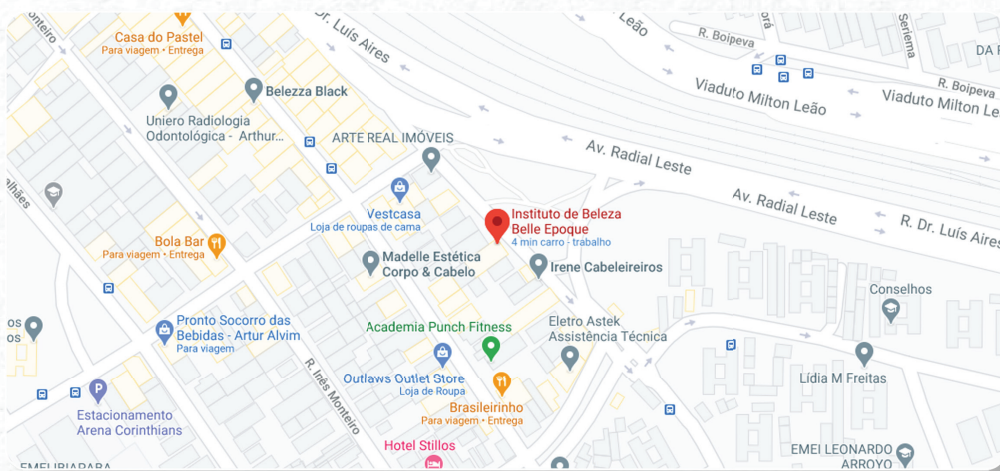 Casa do Pastel
Para viagem • Entrega
Dr. Luís Aires
Leão
R. Boipeva
Seriema
R. Boipeva
Viaduto Milton Leão
Viaduto Milton Le
Belezza Black
Uniero Radiologia
Odontológica - Arthur...
ARTE REAL IMÓVEIS
Av. Radial Leste
Av. Radial Leste
R. Dr. Luís Aires
Vestcasa
Loja de roupas de cama
Instituto de Beleza
Belle Epoque
4 min carro - trabalho
Bola Bar
Para viagem • Entrega
Madelle Estética
Corpo & Cabelo
Irene Cabeleireiros
Conselhos
Pronto Socorro das
Bebidas - Artur Alvim
Para viagem
Academia Punch Fitness
Eletro Astek
Assistência Técnica
R. Inês Monteiro
Outlaws Outlet Store
Loja de Roupa
Lídia M Freitas
P
Estacionamento
Arena Corinthians
Brasileirinho
Para viagem • Entrega
Hotel Stillos
EMEI LEONARDO
ARROYO